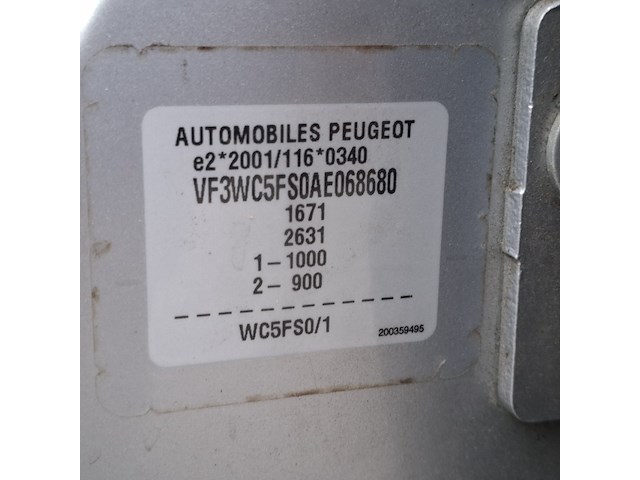 AUTOMOBILES PEUGEOT
e2*2001/116*0340
VF3WC5FS0AE068680
1671
2631
1-1000
2-900
WC5FS0/1
200359495